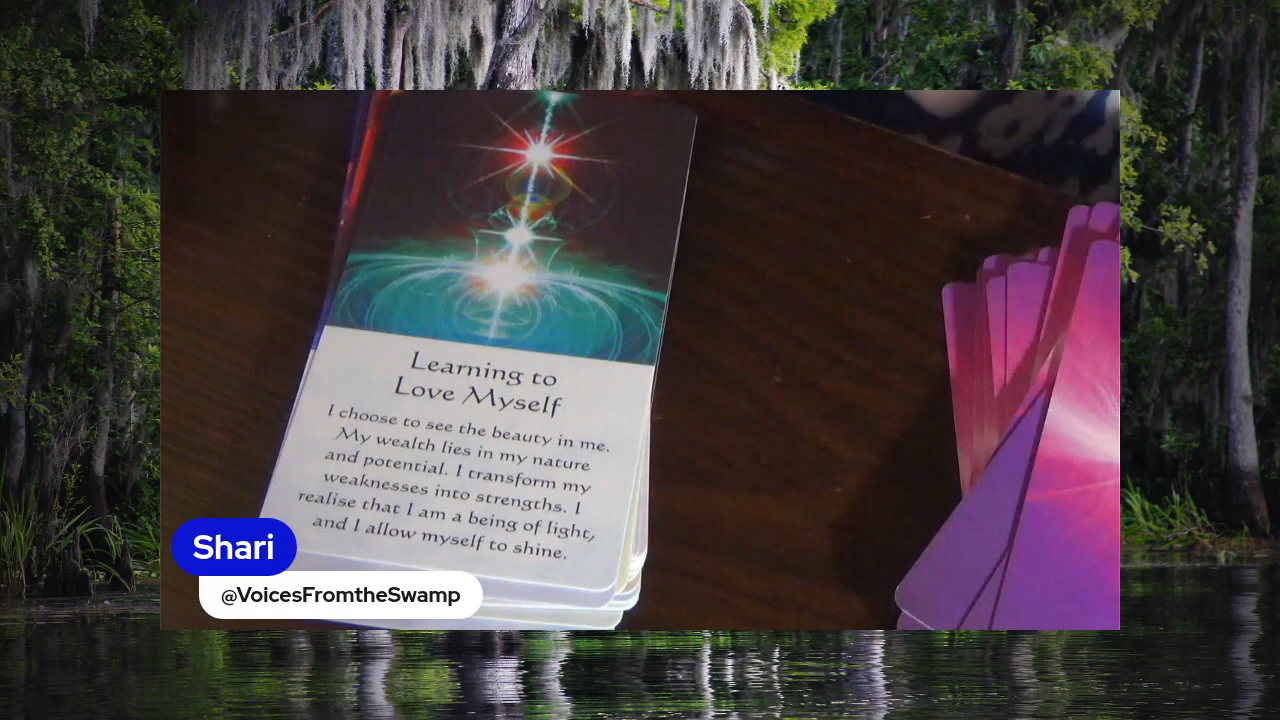 Learning to
Love Myself
I choose to see the beauty in me.
My wealth lies in my nature
and potential. I transform my
weaknesses into strengths. I
realise that I am a being of light,
and I allow myself to shine.
Shari
@VoicesFromtheSwamp